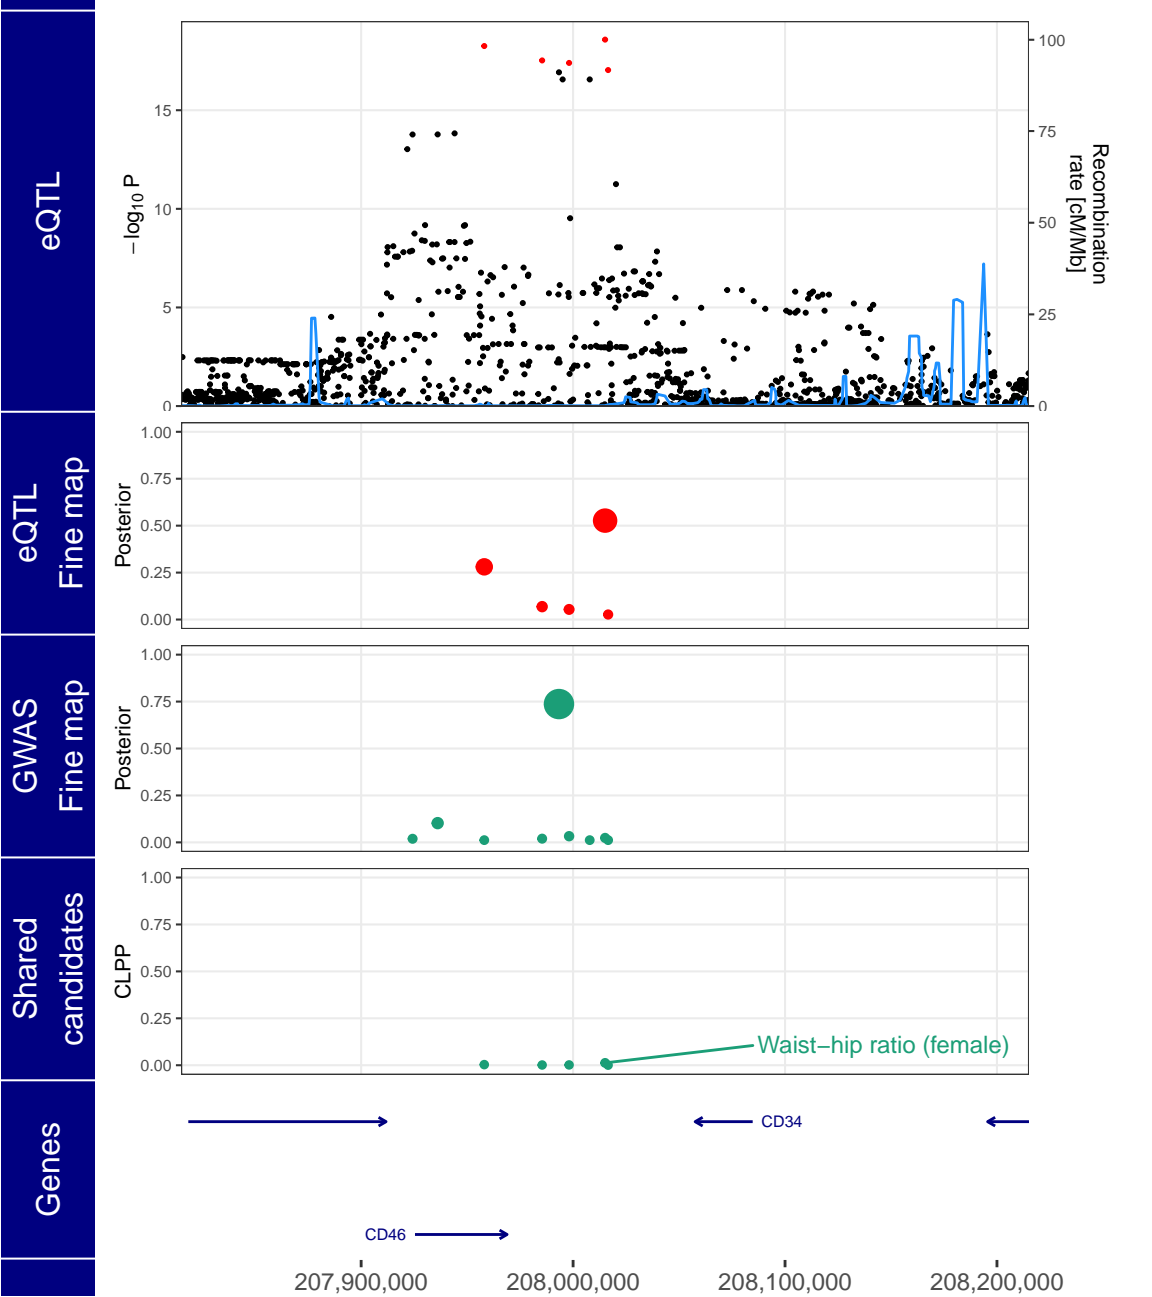 eQTL
−log10 P
15
10
5
0
100
75
50
25
0
Recombination
rate [cM/Mb]
eQTL
Fine map
Posterior
1.00
0.75
0.50
0.25
0.00
GWAS
Fine map
Posterior
1.00
0.75
0.50
0.25
0.00
Shared
candidates
CLPP
1.00
0.75
0.50
0.25
0.00
Waist−hip ratio (female)
Genes
CD34
CD46
207,900,000
208,000,000
208,100,000
208,200,000